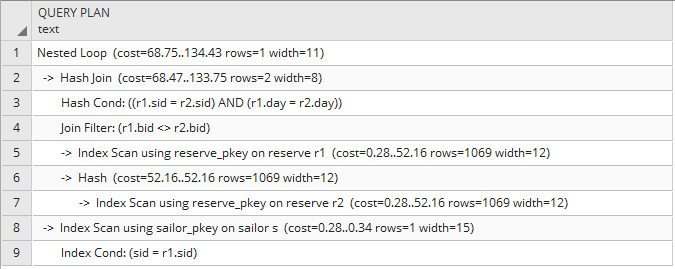 QUERY PLAN
text
1 Nested Loop (cost=68.75..134.43 rows=1 width=11)
2 -> Hash Join (cost=68.47..133.75 rows=2 width=8)
3 Hash Cond: ((r1.sid = r2.sid) AND (r1.day = r2.day))
4 Join Filter: (r1.bid <> r2.bid)
5 -> Index Scan using reserve_pkey on reserve r1 (cost=0.28..52.16 rows=1069 width=12)
6 -> Hash (cost=52.16..52.16 rows=1069 width=12)
7 -> Index Scan using reserve_pkey on reserve r2 (cost=0.28..52.16 rows=1069 width=12)
8 -> Index Scan using sailor_pkey on sailor s (cost=0.28..0.34 rows=1 width=15)
9 Index Cond: (sid = r1.sid)